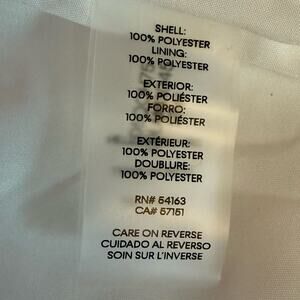 SHELL:
100% POLYESTER
LINING:
100% POLYESTER
EXTERIOR:
100% POLIÉSTER
FORRO:
100% POLIÉSTER
EXTÉRIEUR:
100% POLYESTER
DOUBLURE:
100% POLYESTER
RN# 54163
CA# 57151
CARE ON REVERSE
CUIDADO AL REVERSO
SOIN SUR L'INVERSE